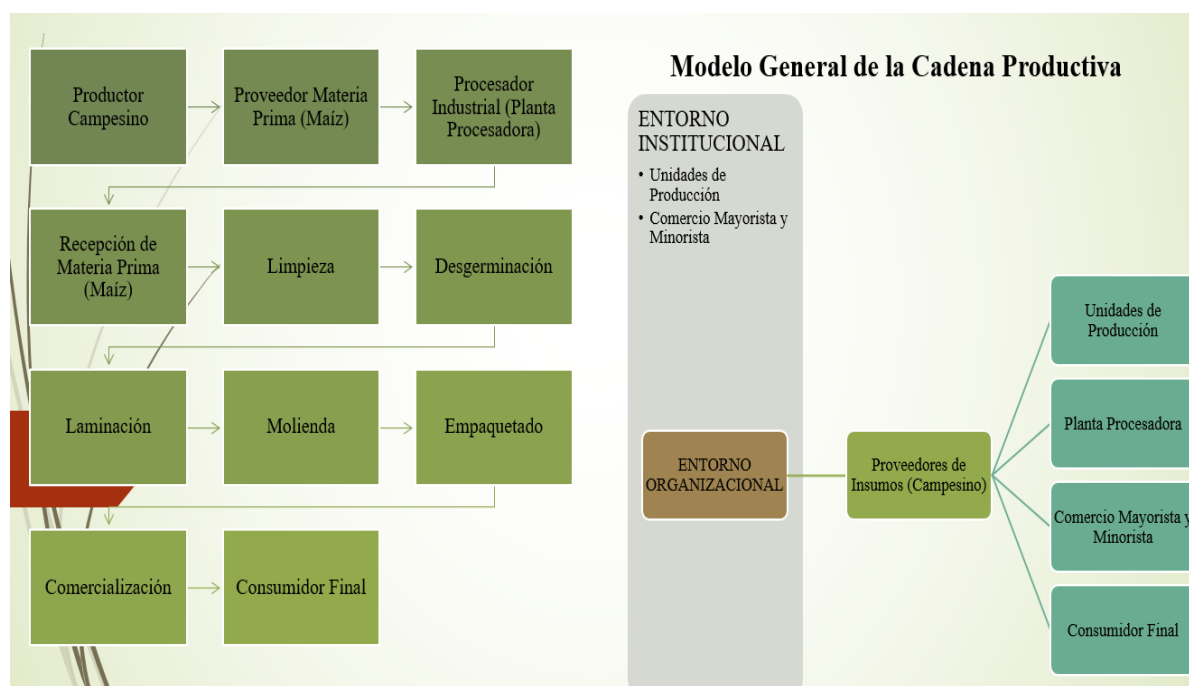 Productor
Campesino
Proveedor Materia
Prima (Maíz)
Procesador
Industrial (Planta
Procesadora)
Recepción de
Materia Prima
(Maíz)
Limpieza
Desgerminación
Laminación
Molienda
Empaquetado
Comercialización
Consumidor Final
Modelo General de la Cadena Productiva
ENTORNO
INSTITUCIONAL
• Unidades de
Producción
• Comercio Mayorista y
Minorista
ENTORNO
ORGANIZACIONAL
Proveedores de
Insumos (Campesino)
Unidades de
Producción
Planta Procesadora
Comercio Mayorista y
Minorista
Consumidor Final